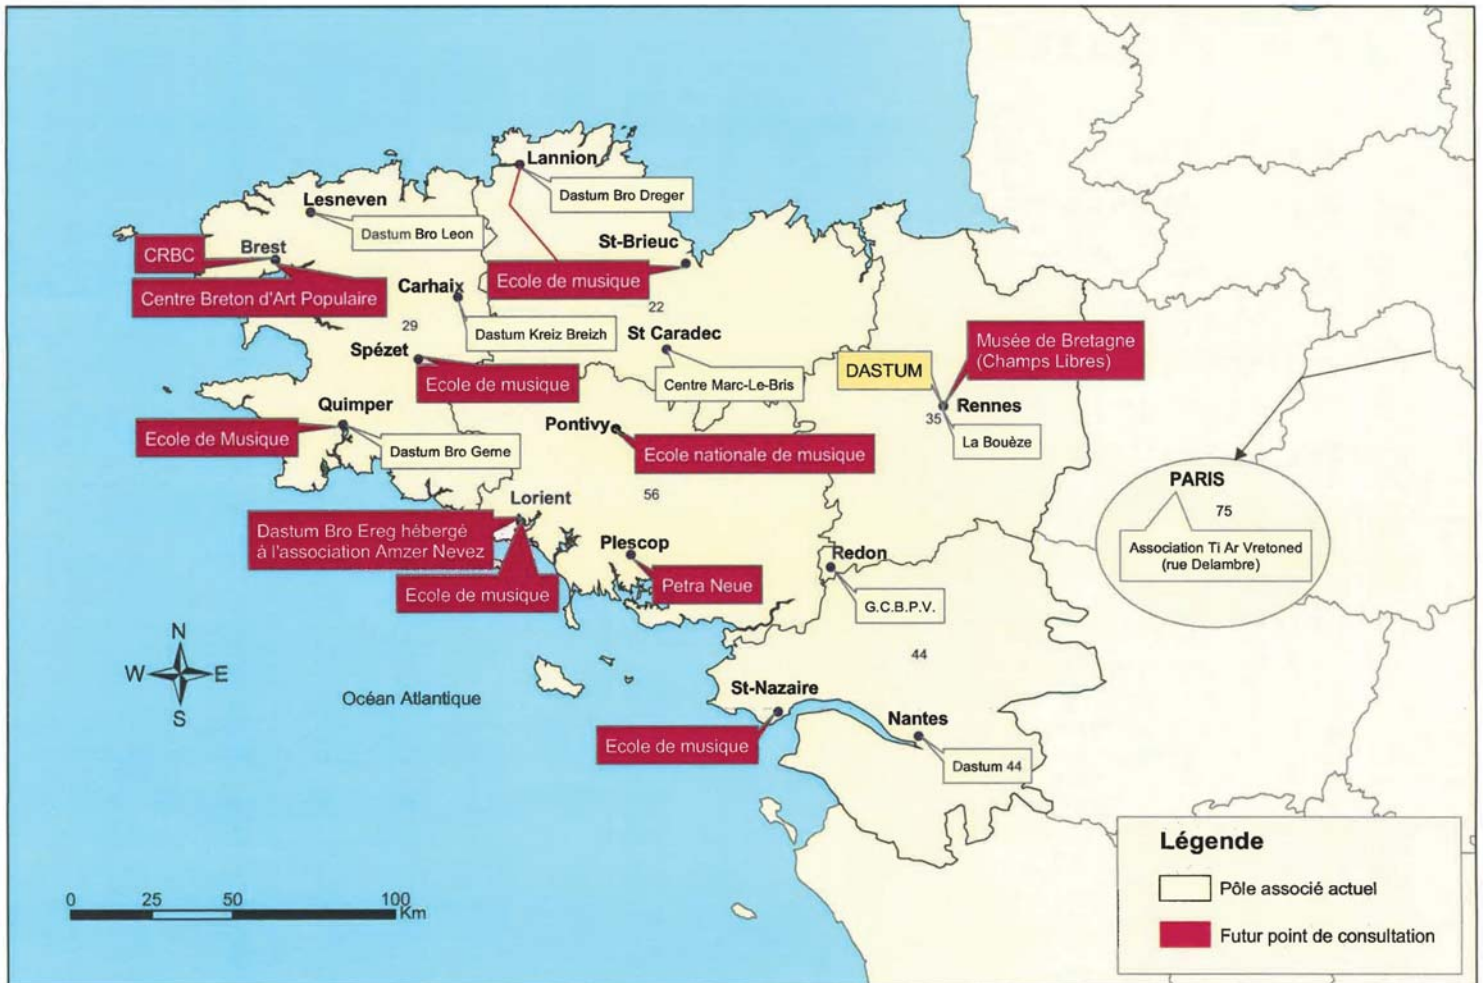 Lannion
Dastum Bro Dreger
Lesneven
Dastum Bro Leon
CRBC
Brest
Centre Breton d'Art Populaire
St-Brieuc
Ecole de musique
22
Carhaix
29
Dastum Kreiz Breizh
St Caradec
Centre Marc-Le-Bris
Spézet
Ecole de musique
DASTUM
Musée de Bretagne
(Champs Libres)
Rennes
35
La Bouèze
Quimper
Ecole de Musique
Dastum Bro Gerne
Pontivy
Ecole nationale de musique
56
PARIS
75
Association Ti Ar Vretoned
(rue Delambre)
Lorient
Dastum Bro Ereg hébergé
à l'association Amzer Nevez
Ecole de musique
Plescop
Petra Neue
Redon
G.C.B.P.V.
44
N
W
E
S
Océan Atlantique
St-Nazaire
Ecole de musique
Nantes
Dastum 44
0 25 50 100
Km
Légende
Pôle associé actuel
Futur point de consultation